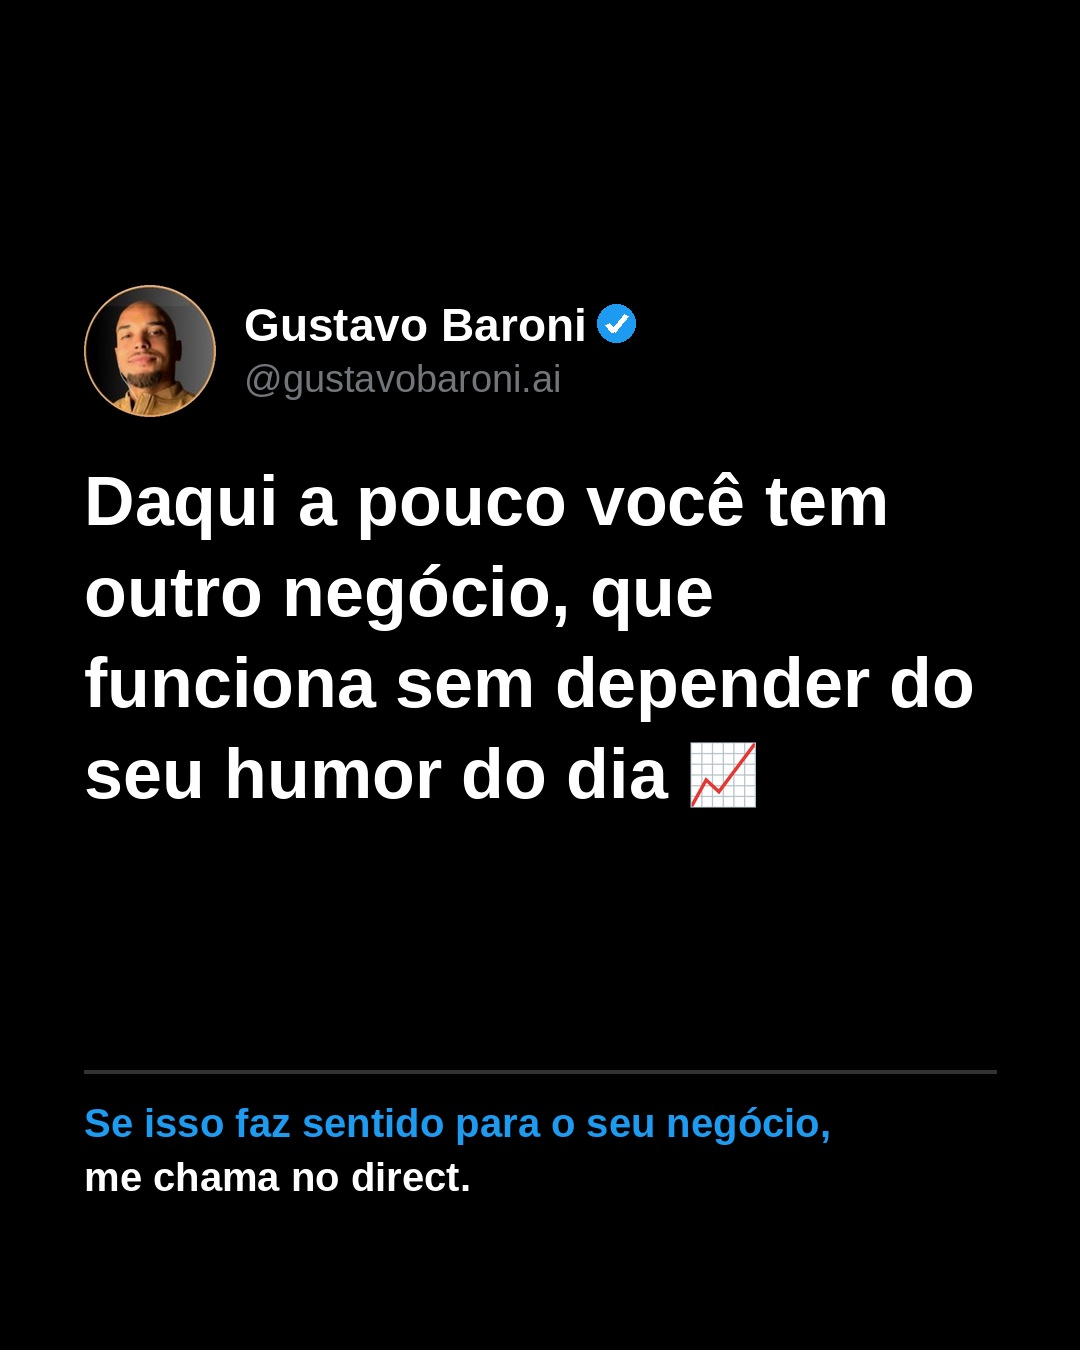 Gustavo Baroni
@gustavobaroni.ai
Daqui a pouco você tem
outro negócio, que
funciona sem depender do
seu humor do dia 📈
Se isso faz sentido para o seu negócio,
me chama no direct.